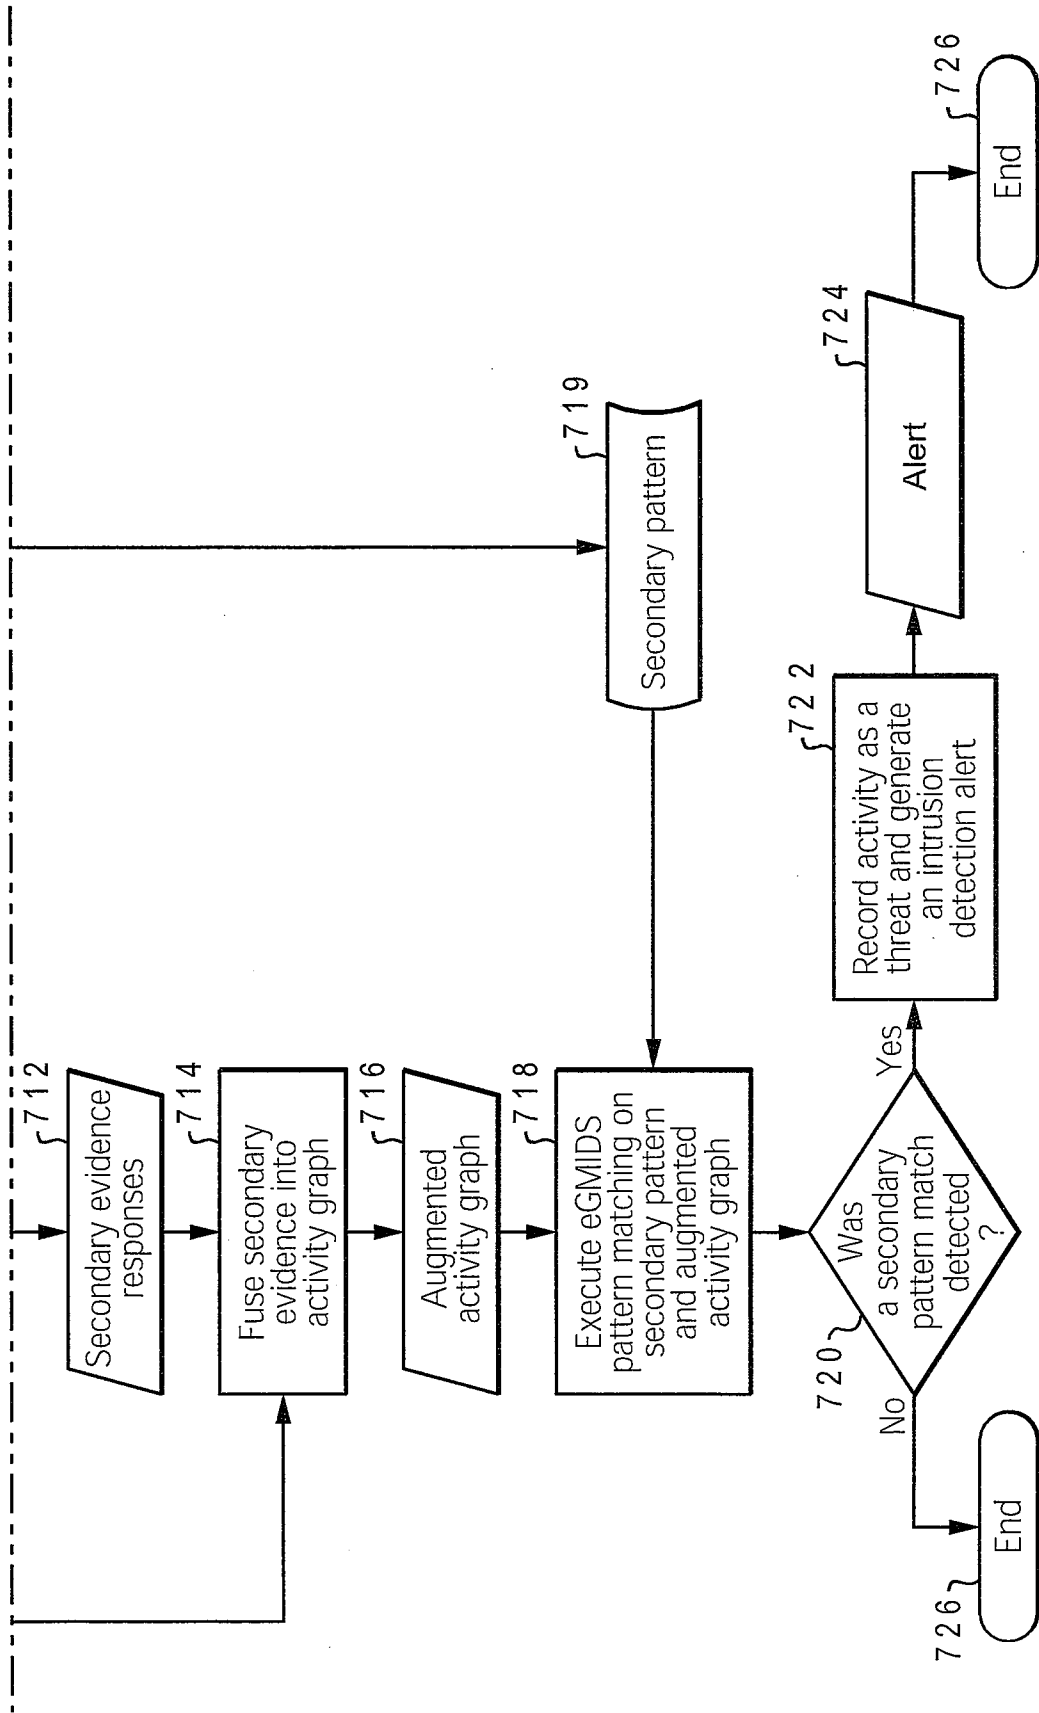 712
Secondary evidence
responses
714
Fuse secondary
evidence into
activity graph
716
Augmented
activity graph
718
Execute eGMIDS
pattern matching on
secondary pattern
and augmented
activity graph
719
Secondary pattern
720
Was
a secondary
pattern match
detected
?
No
726
End
Yes
722
Record activity as a
threat and generate
an intrusion
detection alert
724
Alert
726
End